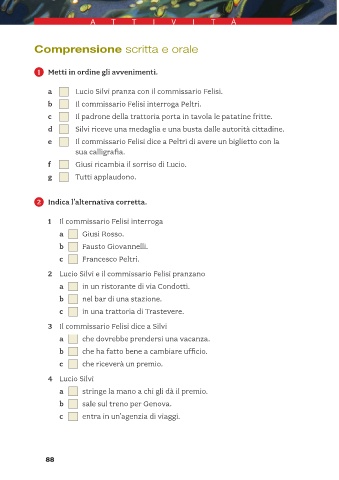 ATTIVITÀ
Comprensione scritta e orale
1 Metti in ordine gli avvenimenti.
a Lucio Silvi pranza con il commissario Felisi.
b Il commissario Felisi interroga Peltri.
c Il padrone della trattoria porta in tavola le patatine fritte.
d Silvi riceve una medaglia e una busta dalle autorità cittadine.
e Il commissario Felisi dice a Peltri di avere un biglietto con la
sua calligrafia.
f Giusi ricambia il sorriso di Lucio.
g Tutti applaudono.
2 Indica l'alternativa corretta.
1 Il commissario Felisi interroga
a Giusi Rosso.
b Fausto Giovannelli.
c Francesco Peltri.
2 Lucio Silvi e il commissario Felisi pranzano
a in un ristorante di via Condotti.
b nel bar di una stazione.
c in una trattoria di Trastevere.
3 Il commissario Felisi dice a Silvi
a che dovrebbe prendersi una vacanza.
b che ha fatto bene a cambiare ufficio.
c che riceverà un premio.
4 Lucio Silvi
a stringe la mano a chi gli dà il premio.
b sale sul treno per Genova.
c entra in un'agenzia di viaggi.
88